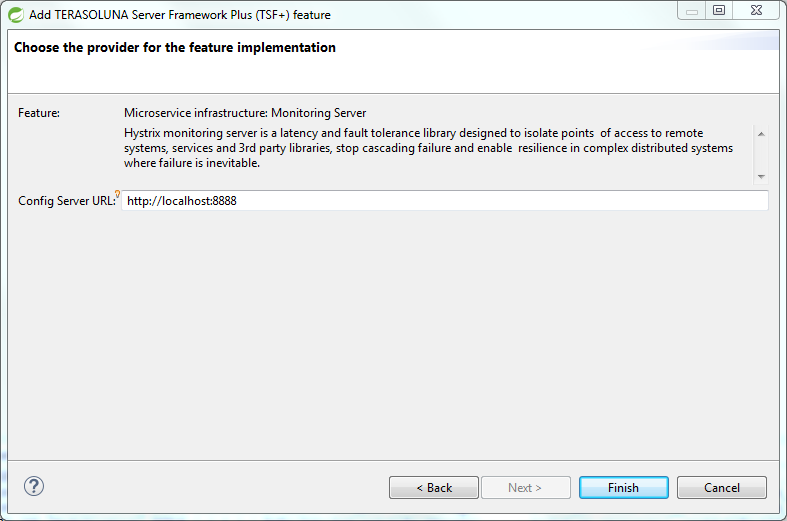 Add TERASOLUNA Server Framework Plus (TSF+) feature
Choose the provider for the feature implementation
Feature: Microservice infrastructure: Monitoring Server
Hystrix monitoring server is a latency and fault tolerance library designed to isolate points  of access to remote
systems, services and 3rd party libraries, stop cascading failure and enable  resilience in complex distributed systems
where failure is inevitable.
Config Server URL: http://localhost:8888
? < Back Next > Finish Cancel